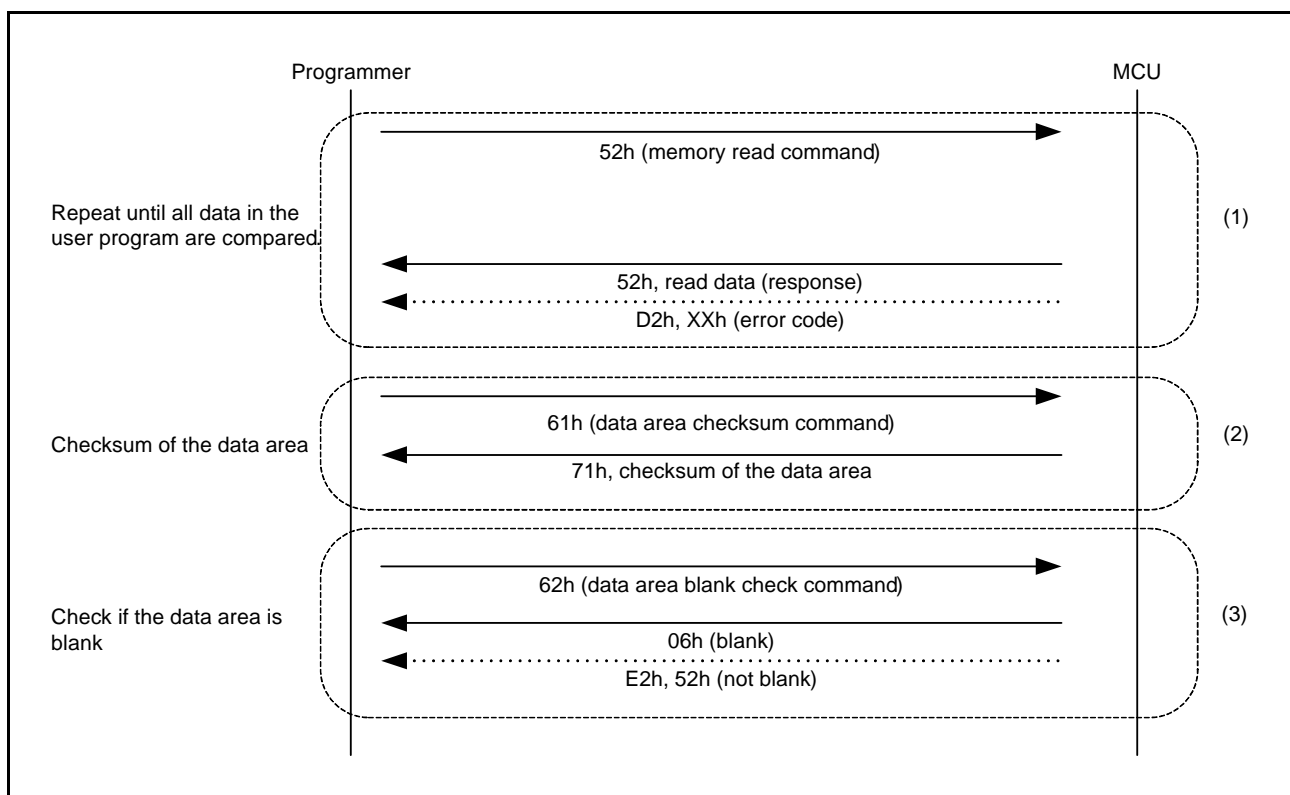 Programmer
MCU
52h (memory read command)
Repeat until all data in the
user program are compared.
(1)
52h, read data (response)
D2h, XXh (error code)
61h (data area checksum command)
(2)
Checksum of the data area
71h, checksum of the data area
62h (data area blank check command)
Check if the data area is
blank
(3)
06h (blank)
E2h, 52h (not blank)